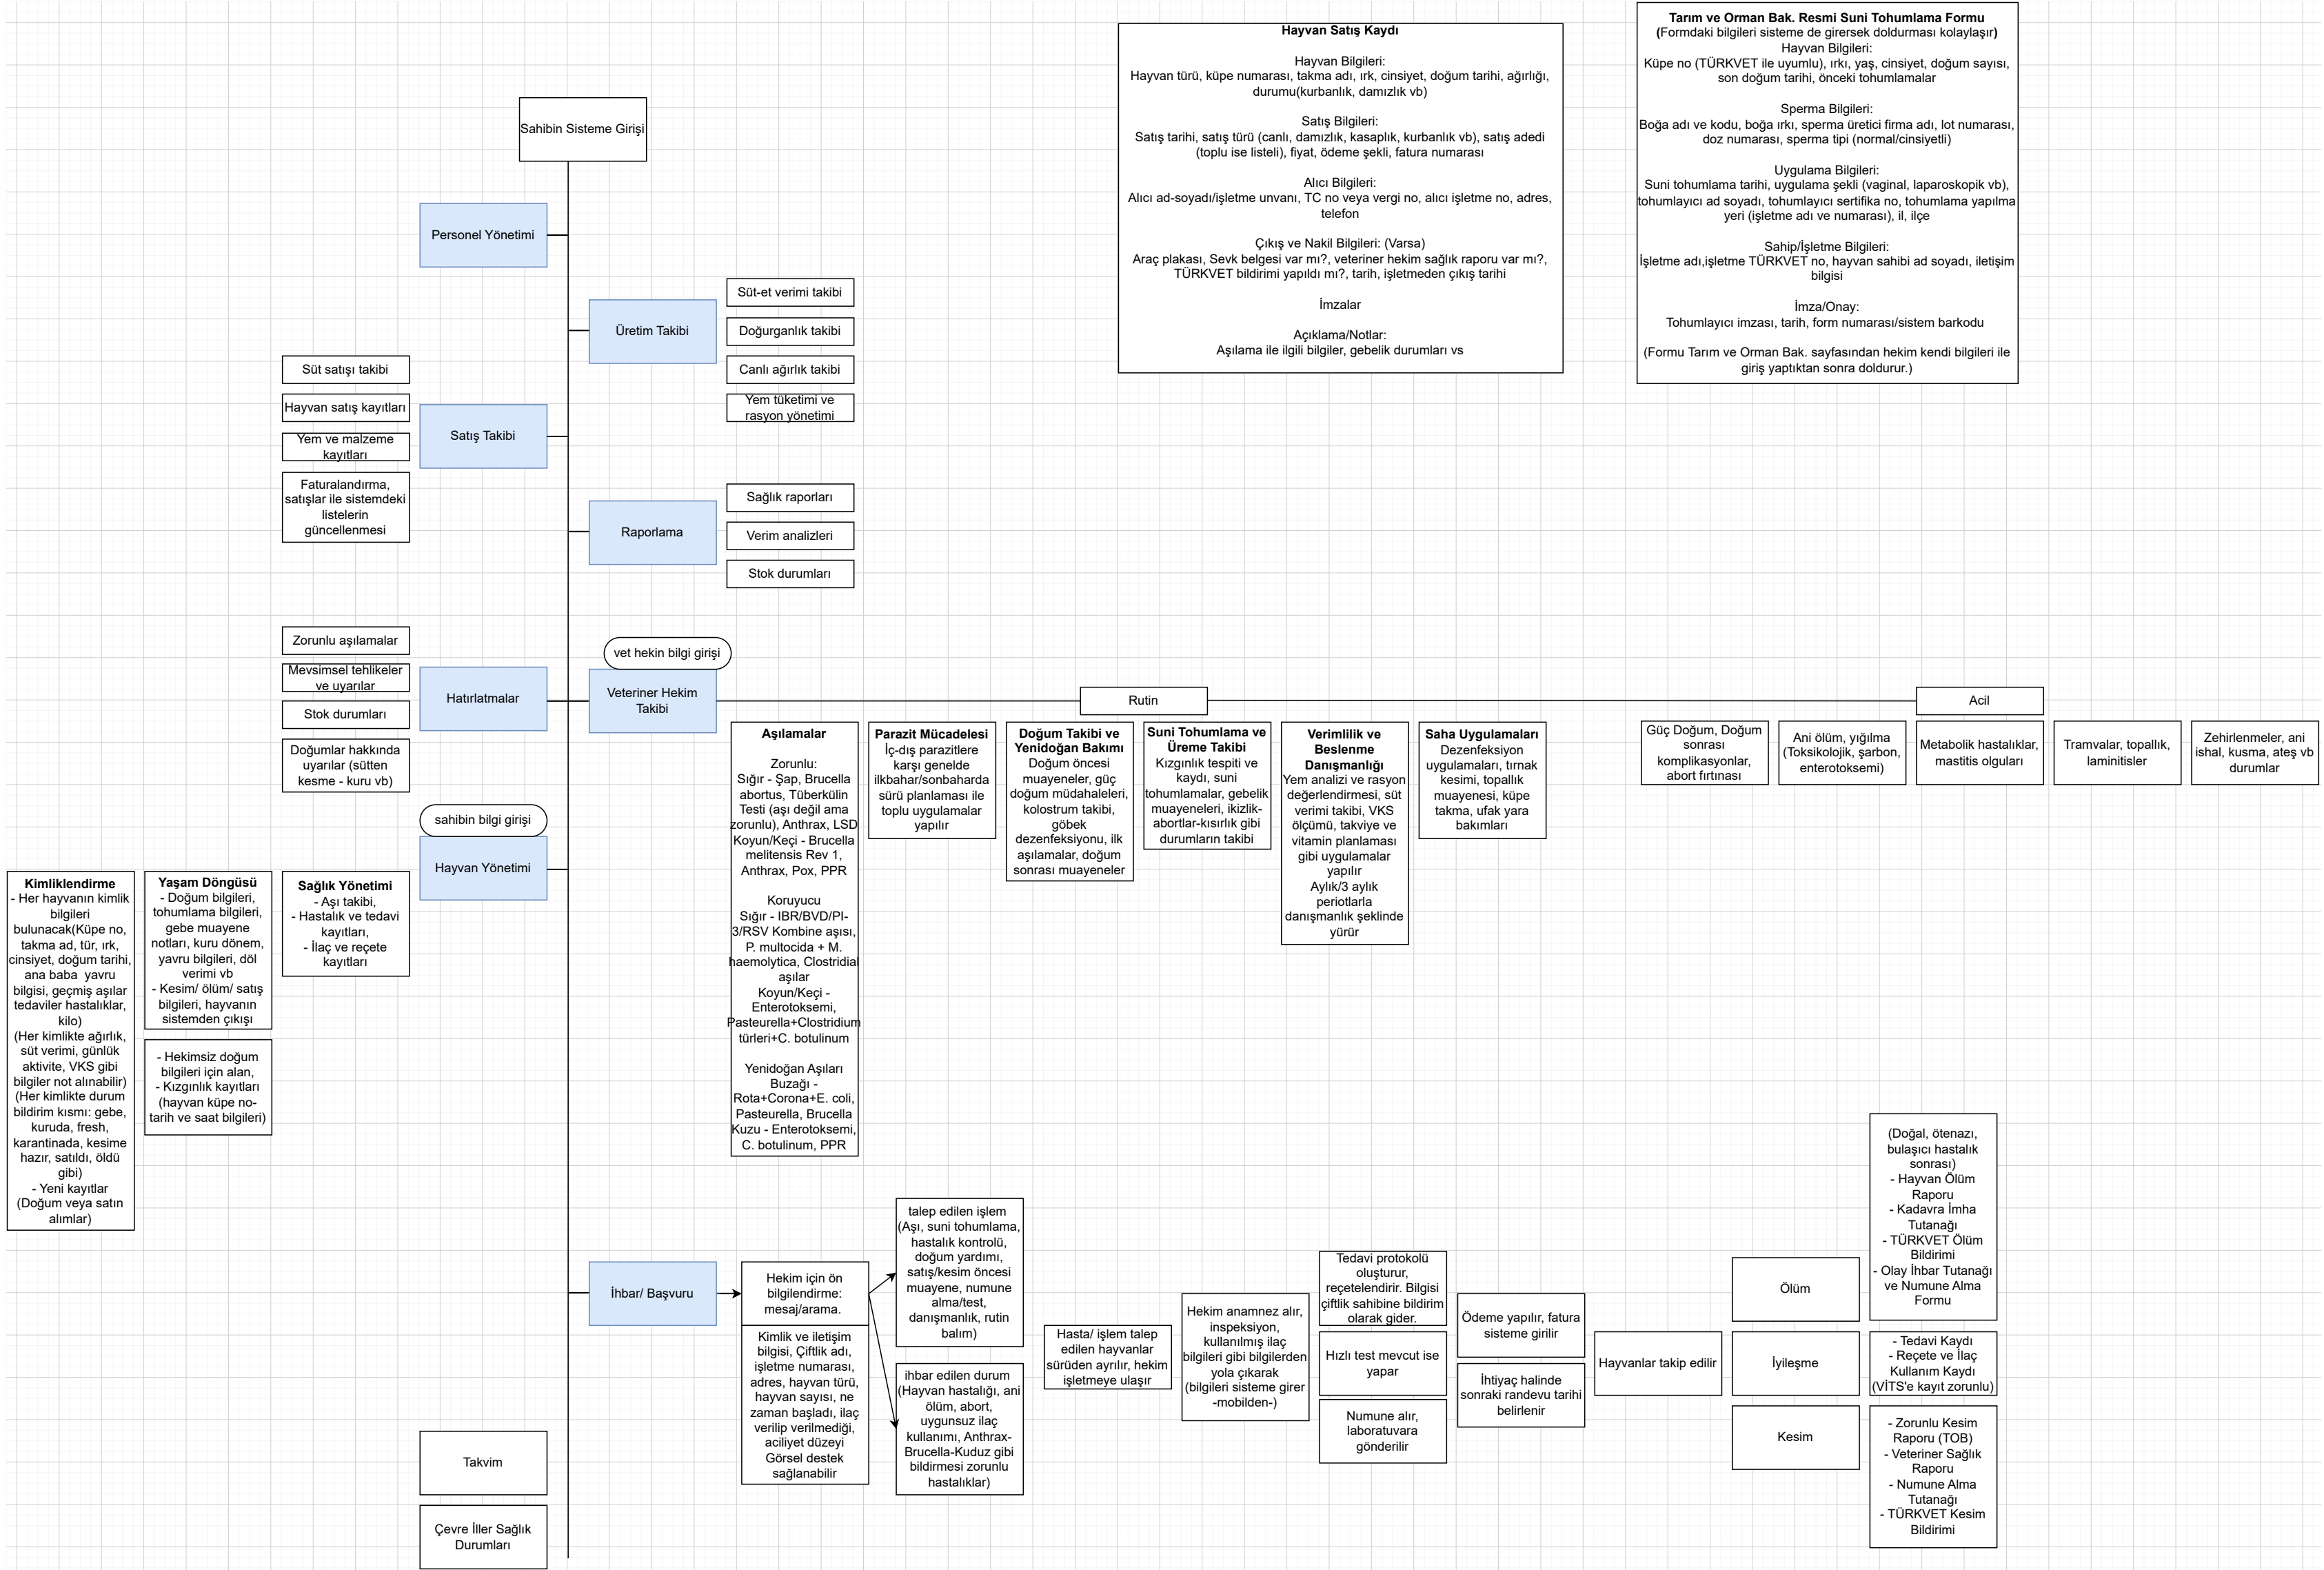 Hayvan Satış Kaydı
Hayvan Bilgileri:
Hayvan türü, küpe numarası, takma adı, ırk, cinsiyet, doğum tarihi, ağırlığı,
durumu(kurbanlık, damızlık vb)
Satış Bilgileri:
Satış tarihi, satış türü (canlı, damızlık, kasaplık, kurbanlık vb), satış adedi
(toplu ise listeli), fiyat, ödeme şekli, fatura numarası
Alıcı Bilgileri:
Alıcı ad-soyadı/işletme unvanı, TC no veya vergi no, alıcı işletme no, adres,
telefon
Çıkış ve Nakil Bilgileri: (Varsa)
Araç plakası, Sevk belgesi var mı?, veteriner hekim sağlık raporu var mı?,
TÜRKVET bildirimi yapıldı mı?, tarih, işletmeden çıkış tarihi
İmzalar
Açıklama/Notlar:
Aşılama ile ilgili bilgiler, gebelik durumları vs
Tarım ve Orman Bak. Resmi Suni Tohumlama Formu
(Formdaki bilgileri sisteme de girersek doldurması kolaylaşır)
Hayvan Bilgileri:
Küpe no (TÜRKVET ile uyumlu), ırkı, yaş, cinsiyet, doğum sayısı,
son doğum tarihi, önceki tohumlamalar
Sperma Bilgileri:
Boğa adı ve kodu, boğa ırkı, sperma üretici firma adı, lot numarası,
doz numarası, sperma tipi (normal/cinsiyetli)
Uygulama Bilgileri:
Suni tohumlama tarihi, uygulama şekli (vaginal, laparoskopik vb),
tohumlayıcı ad soyadı, tohumlayıcı sertifika no, tohumlama yapılma
yeri (işletme adı ve numarası), il, ilçe
Sahip/İşletme Bilgileri:
İşletme adı,işletme TÜRKVET no, hayvan sahibi ad soyadı, iletişim
bilgisi
İmza/Onay:
Tohumlayıcı imzası, tarih, form numarası/sistem barkodu
(Formu Tarım ve Orman Bak. sayfasından hekim kendi bilgileri ile
giriş yaptıktan sonra doldurur.)
Sahibin Sisteme Girişi
Personel Yönetimi
Üretim Takibi
Süt-et verimi takibi
Doğurganlık takibi
Canlı ağırlık takibi
Yem tüketimi ve
rasyon yönetimi
Süt satışı takibi
Hayvan satış kayıtları
Yem ve malzeme
kayıtları
Faturalandırma,
satışlar ile sistemdeki
listelerin
güncellenmesi
Satış Takibi
Raporlama
Sağlık raporları
Verim analizleri
Stok durumları
Zorunlu aşılamalar
Mevsimsel tehlikeler
ve uyarılar
Stok durumları
Doğumlar hakkında
uyarılar (sütten
kesme - kuru vb)
Hatırlatmalar
vet hekin bilgi girişi
Veteriner Hekim
Takibi
Rutin
Acil
Aşılamalar
Zorunlu:
Sığır - Şap, Brucella
abortus, Tüberkülin
Testi (aşı değil ama
zorunlu), Anthrax, LSD
Koyun/Keçi - Brucella
melitensis Rev 1,
Anthrax, Pox, PPR
Koruyucu
Sığır - IBR/BVD/PI-
3/RSV Kombine aşısı,
P. multocida + M.
haemolytica, Clostridial
aşılar
Koyun/Keçi -
Enterotoksemi,
Pasteurella+Clostridium
türleri+C. botulinum
Yenidoğan Aşıları
Buzağı -
Rota+Corona+E. coli,
Pasteurella, Brucella
Kuzu - Enterotoksemi,
C. botulinum, PPR
Parazit Mücadelesi
İç-dış parazitlere
karşı genelde
ilkbahar/sonbaharda
sürü planlaması ile
toplu uygulamalar
yapılır
Doğum Takibi ve
Yenidoğan Bakımı
Doğum öncesi
muayeneler, güç
doğum müdahaleleri,
kolostrum takibi,
göbek
dezenfeksiyonu, ilk
aşılamalar, doğum
sonrası muayeneler
Suni Tohumlama ve
Üreme Takibi
Kızgınlık tespiti ve
kaydı, suni
tohumlamalar, gebelik
muayeneleri, ikizlik-
abortlar-kısırlık gibi
durumların takibi
Verimlilik ve
Beslenme
Danışmanlığı
Yem analizi ve rasyon
değerlendirmesi, süt
verimi takibi, VKS
ölçümü, takviye ve
vitamin planlaması
gibi uygulamalar
yapılır
Aylık/3 aylık
periotlarla
danışmanlık şeklinde
yürür
Saha Uygulamaları
Dezenfeksiyon
uygulamaları, tırnak
kesimi, topallık
muayenesi, küpe
takma, ufak yara
bakımları
Güç Doğum, Doğum
sonrası
komplikasyonlar,
abort fırtınası
Ani ölüm, yığılma
(Toksikolojik, şarbon,
enterotoksemi)
Metabolik hastalıklar,
mastitis olguları
Tramvalar, topallık,
laminitisler
Zehirlenmeler, ani
ishal, kusma, ateş vb
durumlar
sahibin bilgi girişi
Hayvan Yönetimi
Kimliklendirme
- Her hayvanın kimlik
bilgileri
bulunacak(Küpe no,
takma ad, tür, ırk,
cinsiyet, doğum tarihi,
ana baba  yavru
bilgisi, geçmiş aşılar
tedaviler hastalıklar,
kilo)
(Her kimlikte ağırlık,
süt verimi, günlük
aktivite, VKS gibi
bilgiler not alınabilir)
(Her kimlikte durum
bildirim kısmı: gebe,
kuruda, fresh,
karantinada, kesime
hazır, satıldı, öldü
gibi)
- Yeni kayıtlar
(Doğum veya satın
alımlar)
Yaşam Döngüsü
- Doğum bilgileri,
tohumlama bilgileri,
gebe muayene
notları, kuru dönem,
yavru bilgileri, döl
verimi vb
- Kesim/ ölüm/ satış
bilgileri, hayvanın
sistemden çıkışı
- Hekimsiz doğum
bilgileri için alan,
- Kızgınlık kayıtları
(hayvan küpe no-
tarih ve saat bilgileri)
Sağlık Yönetimi
- Aşı takibi,
- Hastalık ve tedavi
kayıtları,
- İlaç ve reçete
kayıtları
İhbar/ Başvuru
Hekim için ön
bilgilendirme:
mesaj/arama.
Kimlik ve iletişim
bilgisi, Çiftlik adı,
işletme numarası,
adres, hayvan türü,
hayvan sayısı, ne
zaman başladı, ilaç
verilip verilmediği,
aciliyet düzeyi
Görsel destek
sağlanabilir
talep edilen işlem
(Aşı, suni tohumlama,
hastalık kontrolü,
doğum yardımı,
satış/kesim öncesi
muayene, numune
alma/test,
danışmanlık, rutin
balım)
ihbar edilen durum
(Hayvan hastalığı, ani
ölüm, abort,
uygunsuz ilaç
kullanımı, Anthrax-
Brucella-Kuduz gibi
bildirmesi zorunlu
hastalıklar)
Hasta/ işlem talep
edilen hayvanlar
sürüden ayrılır, hekim
işletmeye ulaşır
Hekim anamnez alır,
inspeksiyon,
kullanılmış ilaç
bilgileri gibi bilgilerden
yola çıkarak
(bilgileri sisteme girer
-mobilden-)
Tedavi protokolü
oluşturur,
reçetelendirir. Bilgisi
çiftlik sahibine bildirim
olarak gider.
Hızlı test mevcut ise
yapar
Numune alır,
laboratuvara
gönderilir
Ödeme yapılır, fatura
sisteme girilir
İhtiyaç halinde
sonraki randevu tarihi
belirlenir
Hayvanlar takip edilir
Ölüm
İyileşme
Kesim
(Doğal, ötenazı,
bulaşıcı hastalık
sonrası)
- Hayvan Ölüm
Raporu
- Kadavra İmha
Tutanağı
- TÜRKVET Ölüm
Bildirimi
- Olay İhbar Tutanağı
ve Numune Alma
Formu
- Tedavi Kaydı
- Reçete ve İlaç
Kullanım Kaydı
(VİTS'e kayıt zorunlu)
- Zorunlu Kesim
Raporu (TOB)
- Veteriner Sağlık
Raporu
- Numune Alma
Tutanağı
- TÜRKVET Kesim
Bildirimi
Takvim
Çevre İller Sağlık
Durumları